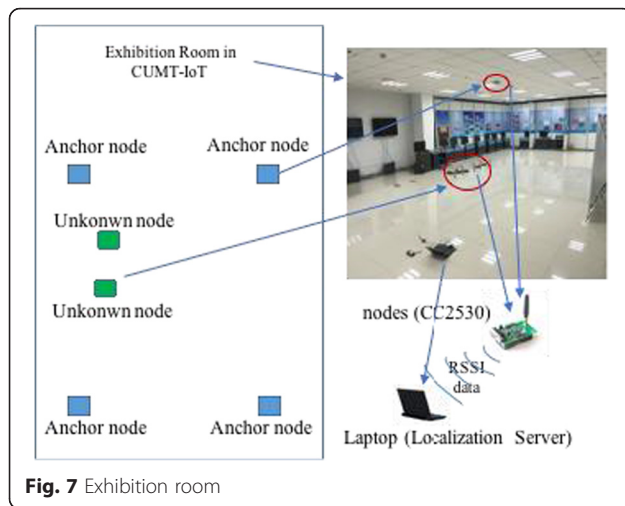 Exhibition Room in
CUMT-IoT
Anchor node
Anchor node
Unkonwn node
Unkonwn node
Anchor node
Anchor node
nodes (CC2530)
RSSI
data
Laptop (Localization Server)
Fig. 7 Exhibition room